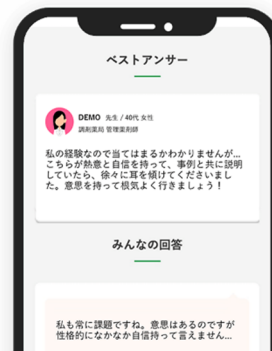 ベストアンサー
DEMO 先生 / 40代 女性
調剤薬局 管理薬剤師
私の経験なので当てはまるかわかりませんが...
こちらが熱意と自信を持って、事例と共に説明
していたら、徐々に耳を傾けてくださいまし
た。意思を持って根気よく行きましょう！
みんなの回答
私も常に課題ですね。意思はあるのですが
性格的になかなか自信持って言えません...